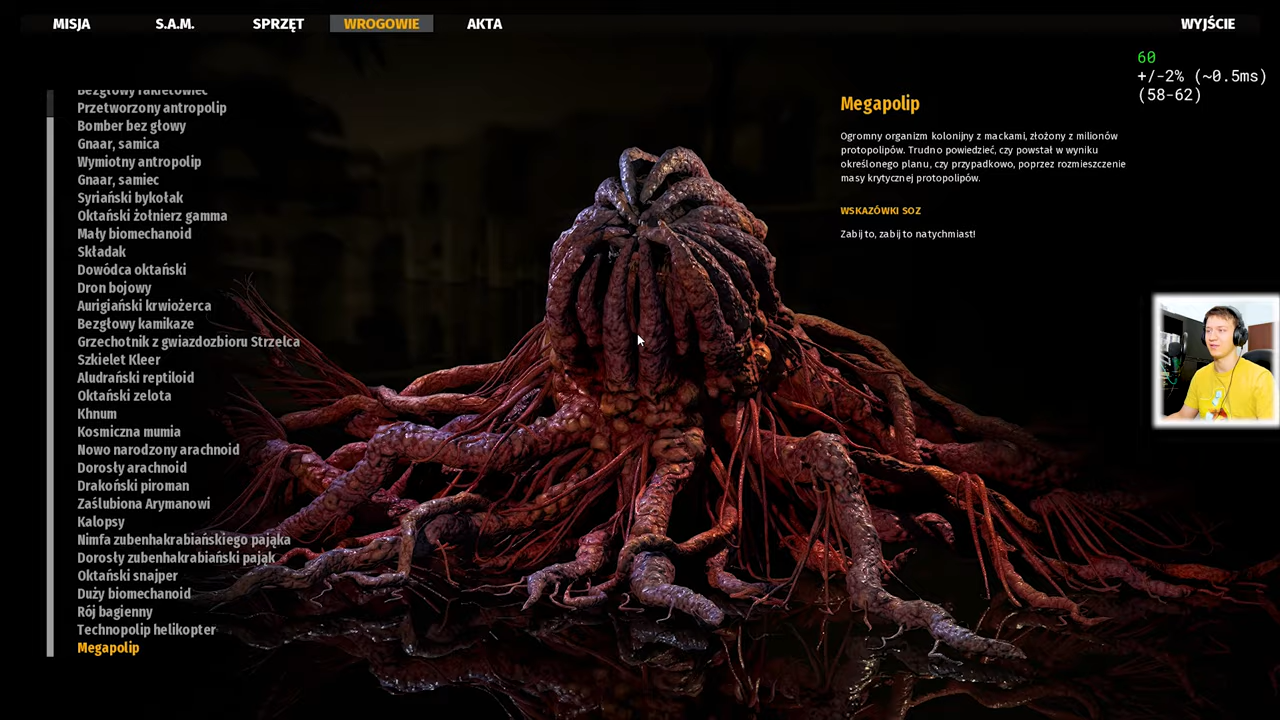 MISJA
S.A.M.
SPRZĘT
WROGOWIE
AKTA
WYJŚCIE
60
+/-2% (~0.5ms)
(58-62)
Bezgłowy rakietowiec
Przetworzony antropolip
Bomber bez głowy
Gnaar, samica
Wymiotny antropolip
Gnaar, samiec
Syriański bykołak
Oktański żołnierz gamma
Mały biomechanoid
Składak
Dowódca oktański
Dron bojowy
Aurigiański krwiożerca
Bezgłowy kamikaze
Grzechotnik z gwiazdozbioru Strzelca
Szkielet Kleer
Aludrański reptiloid
Oktański zelota
Khnum
Kosmiczna mumia
Nowo narodzony arachnoid
Dorosły arachnoid
Drakoński piroman
Zaślubiona Arymanowi
Kalopsy
Nimfa zubenhakrabiańskiego pająka
Dorosły zubenhakrabiański pająk
Oktański snajper
Duży biomechanoid
Rój bagienny
Technopolip helikopter
Megapolip
Megapolip
Ogromny organizm kolonijny z mackami, złożony z milionów
protopolipów. Trudno powiedzieć, czy powstał w wyniku
określonego planu, czy przypadkowo, poprzez rozmieszczenie
masy krytycznej protopolipów.
WSKAZÓWKI SOZ
Zabij to, zabij to natychmiast!